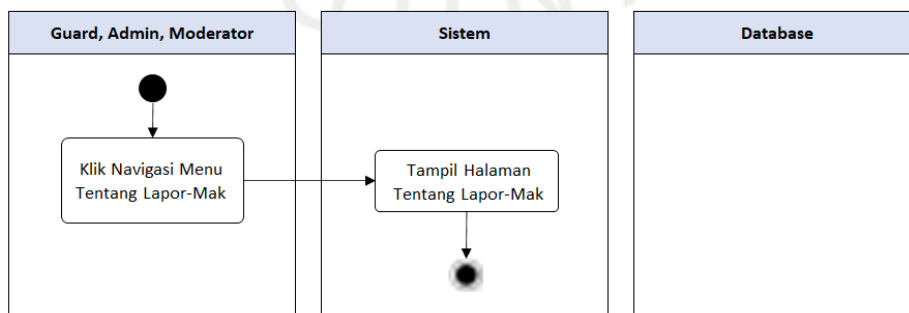 Guard, Admin, Moderator
Sistem
Database
Klik Navigasi Menu
Tentang Lapor-Mak
Tampil Halaman
Tentang Lapor-Mak